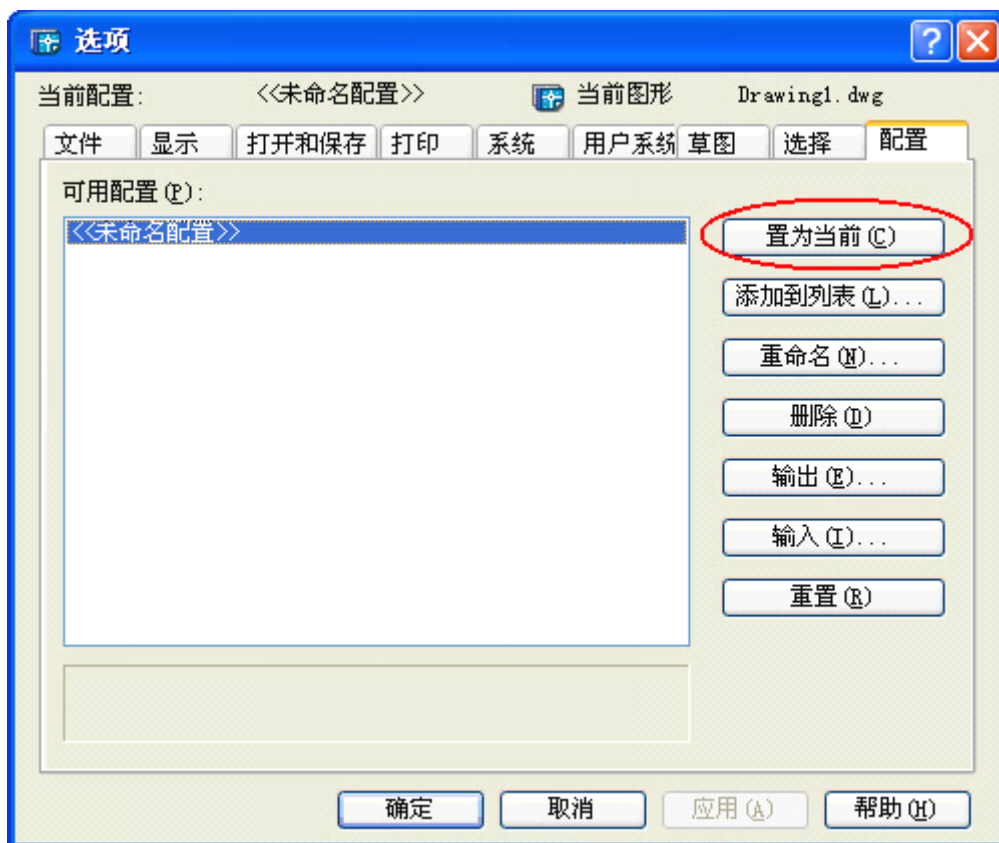 选项
当前配置: <<未命名配置>> 当前图形 Drawing1.dwg
文件 显示 打开和保存 打印 系统 用户系统 草图 选择 配置
可用配置(P):
<<未命名配置>>
置为当前(C)
添加到列表(L)...
重命名(N)...
删除(D)
输出(E)...
输入(I)...
重置(R)
确定 取消 应用(A) 帮助(H)